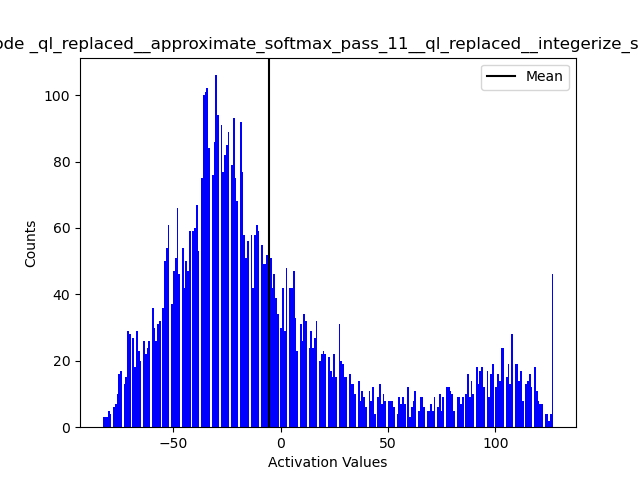 ode _ql_replaced__approximate_softmax_pass_11__ql_replaced__integerize_s
Mean
Counts
100
80
60
40
20
0
−50
0
50
100
Activation Values